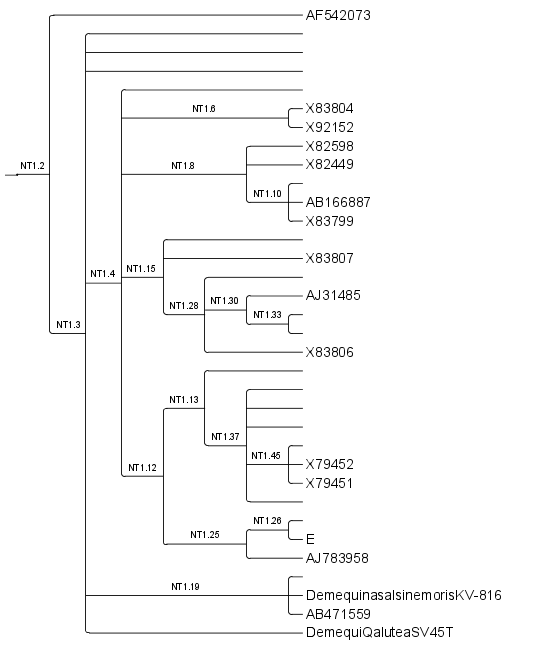 AF542073
X83804
NT1.6
X92152
X82598
NT1.8
X82449
NT1.2
NT1.10
AB166887
X83799
X83807
NT1.4
NT1.15
AJ31485
NT1.28
NT1.30
NT1.33
NT1.3
X83806
NT1.13
NT1.37
NT1.45
X79452
NT1.12
X79451
NT1.26
NT1.25
E
AJ783958
NT1.19
DemequinasalsinemorisKV-816
AB471559
DemequiQaluteaSV45T